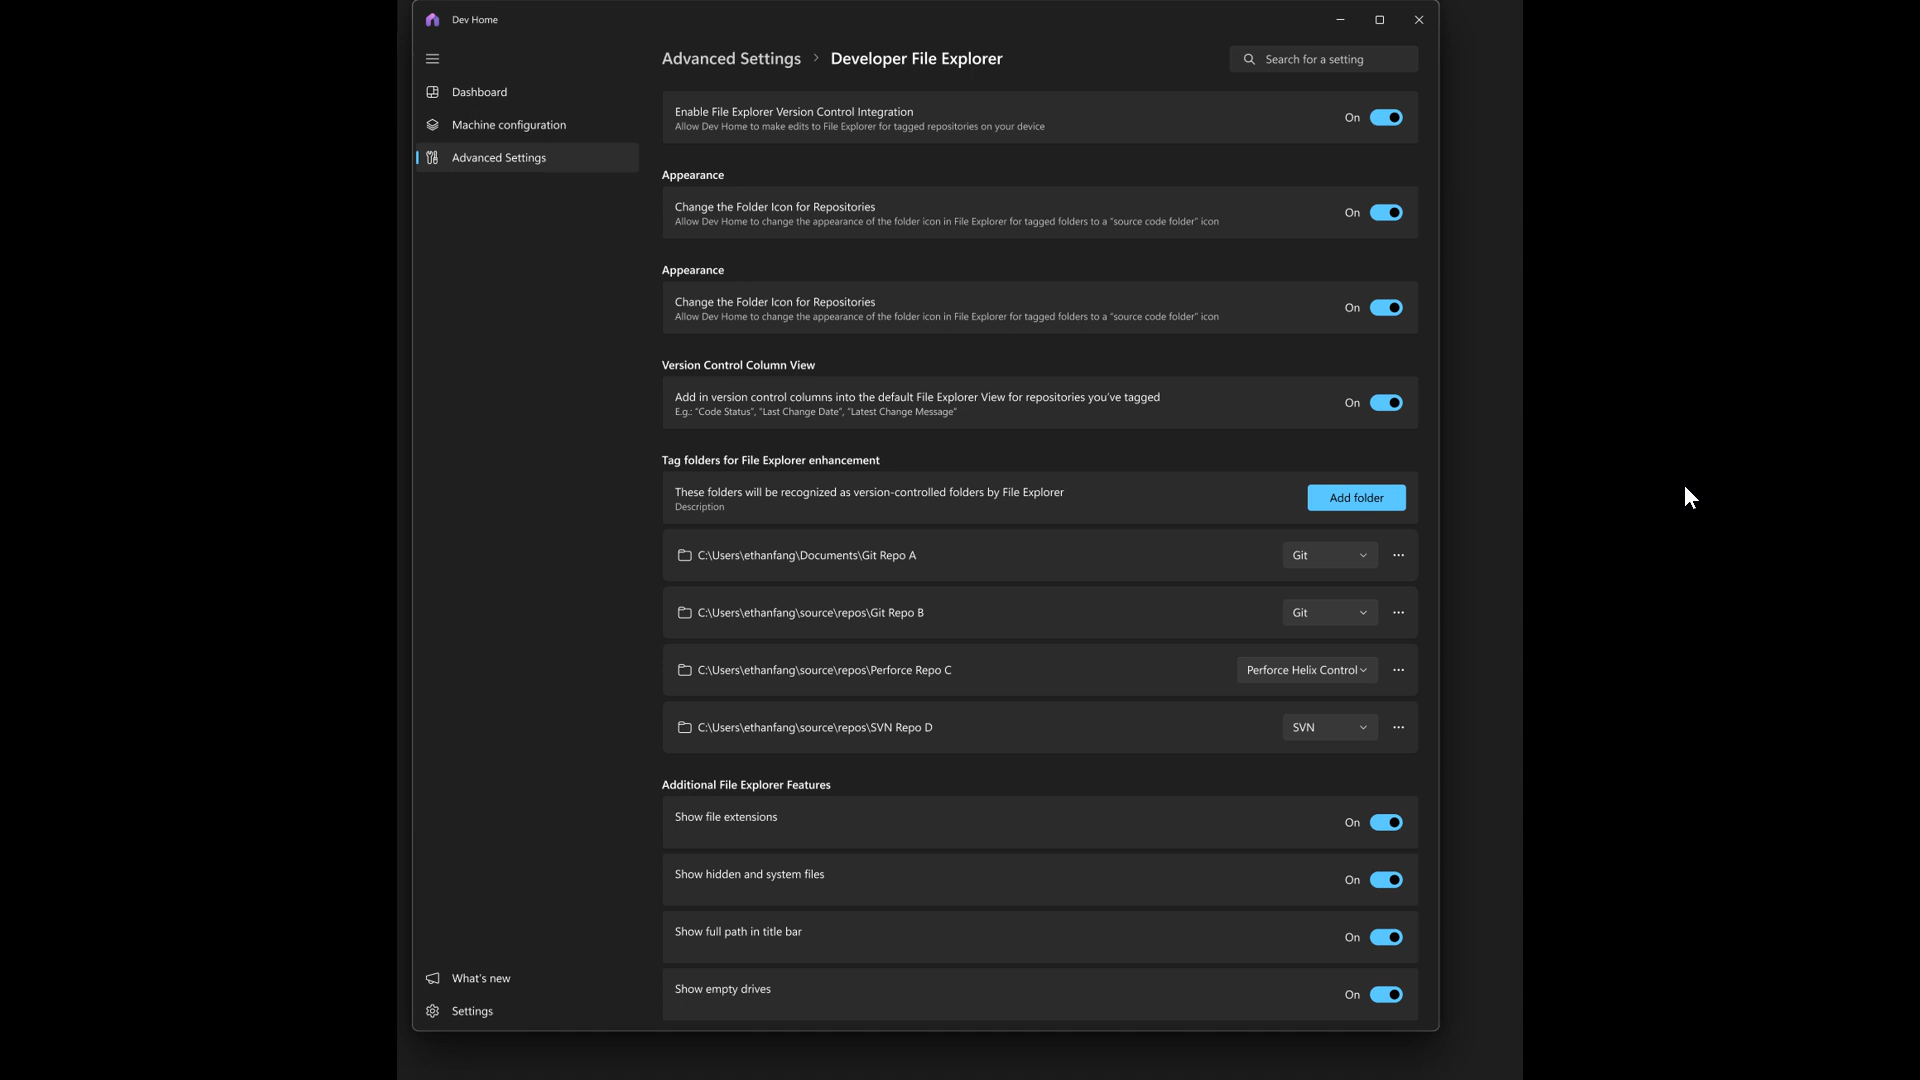 Dev Home
Advanced Settings > Developer File Explorer
Search for a setting
Dashboard
Machine configuration
Advanced Settings
Enable File Explorer Version Control Integration
Allow Dev Home to make edits to File Explorer for tagged repositories on your device
On
Appearance
Change the Folder Icon for Repositories
Allow Dev Home to change the appearance of the folder icon in File Explorer for tagged folders to a "source code folder" icon
On
Appearance
Change the Folder Icon for Repositories
Allow Dev Home to change the appearance of the folder icon in File Explorer for tagged folders to a "source code folder" icon
On
Version Control Column View
Add in version control columns into the default File Explorer View for repositories you've tagged
E.g.: "Code Status", "Last Change Date", "Latest Change Message"
On
Tag folders for File Explorer enhancement
These folders will be recognized as version-controlled folders by File Explorer
Description
Add folder
C:\Users\ethanfang\Documents\Git Repo A
Git
C:\Users\ethanfang\source\repos\Git Repo B
Git
C:\Users\ethanfang\source\repos\Perforce Repo C
Perforce Helix Control
C:\Users\ethanfang\source\repos\SVN Repo D
SVN
Additional File Explorer Features
Show file extensions
On
Show hidden and system files
On
Show full path in title bar
On
Show empty drives
On
What's new
Settings